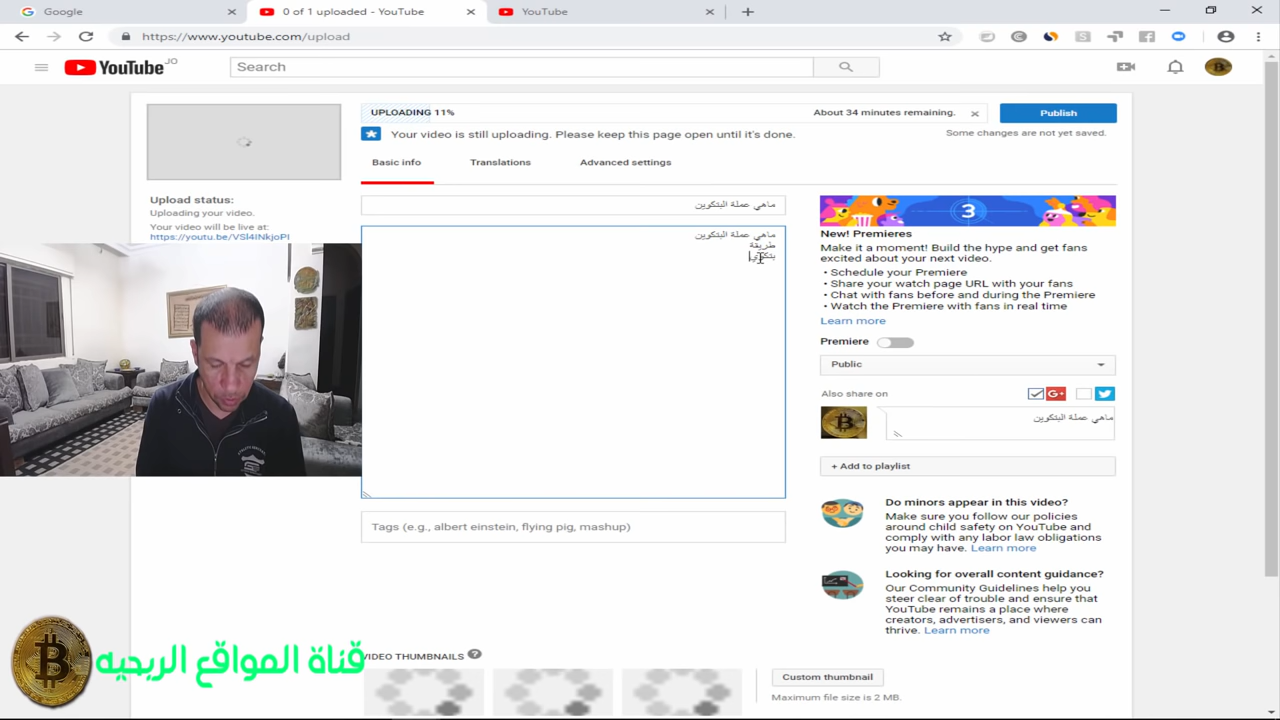 Google
0 of 1 uploaded - YouTube
YouTube
https://www.youtube.com/upload
YouTube JO
Search
UPLOADING 11%
About 34 minutes remaining.
Publish
Your video is still uploading. Please keep this page open until it's done.
Some changes are not yet saved.
Basic info
Translations
Advanced settings
Upload status:
Uploading your video.
Your video will be live at:
https://youtu.be/VSl4INkjoPI
ماهي عملة البتكوين
ماهي عملة البتكوين
طريقة
3
New! Premieres
Make it a moment! Build the hype and get fans
excited about your next video.
• Schedule your Premiere
• Share your watch page URL with your fans
• Chat with fans before and during the Premiere
• Watch the Premiere with fans in real time
Learn more
Premiere
Public
Also share on
ماهي عملة البتكوين
+ Add to playlist
Tags (e.g., albert einstein, flying pig, mashup)
Do minors appear in this video?
Make sure you follow our policies
around child safety on YouTube and
comply with any labor law obligations
you may have. Learn more
Looking for overall content guidance?
Our Community Guidelines help you
steer clear of trouble and ensure that
YouTube remains a place where
creators, advertisers, and viewers can
thrive. Learn more
قناة المواقع الربحيه
VIDEO THUMBNAILS
Custom thumbnail
Maximum file size is 2 MB.